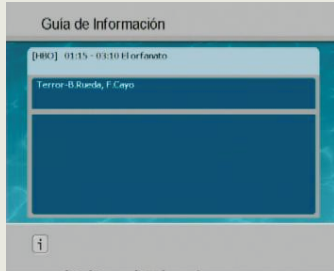 Guía de Información
[HBO] 01:15 - 03:10 El orfanato
Terror-B.Rueda, F.Cayo
i